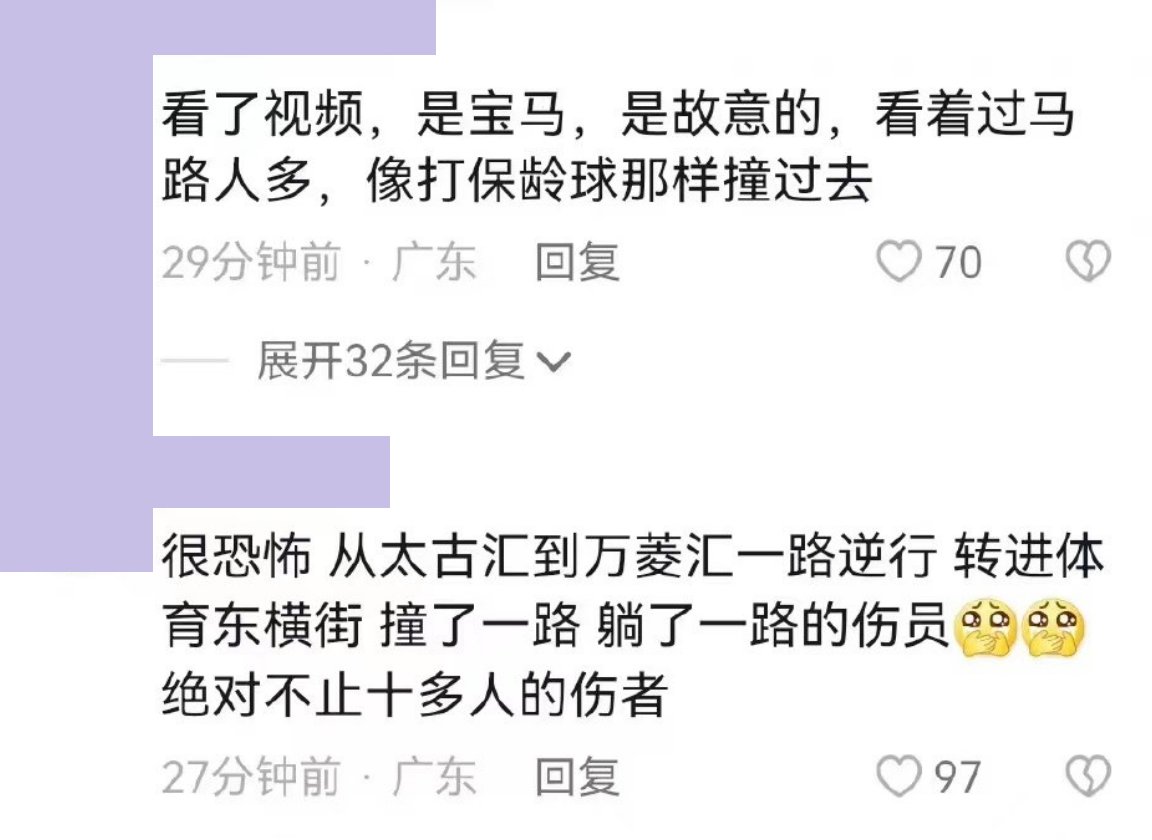 看了视频，是宝马，是故意的，看着过马
路人多，像打保龄球那样撞过去
29分钟前 · 广东 回复 70
展开32条回复
很恐怖 从太古汇到万菱汇一路逆行 转进体
育东横街 撞了一路 躺了一路的伤员🥺🥺
绝对不止十多人的伤者
27分钟前 · 广东 回复 97